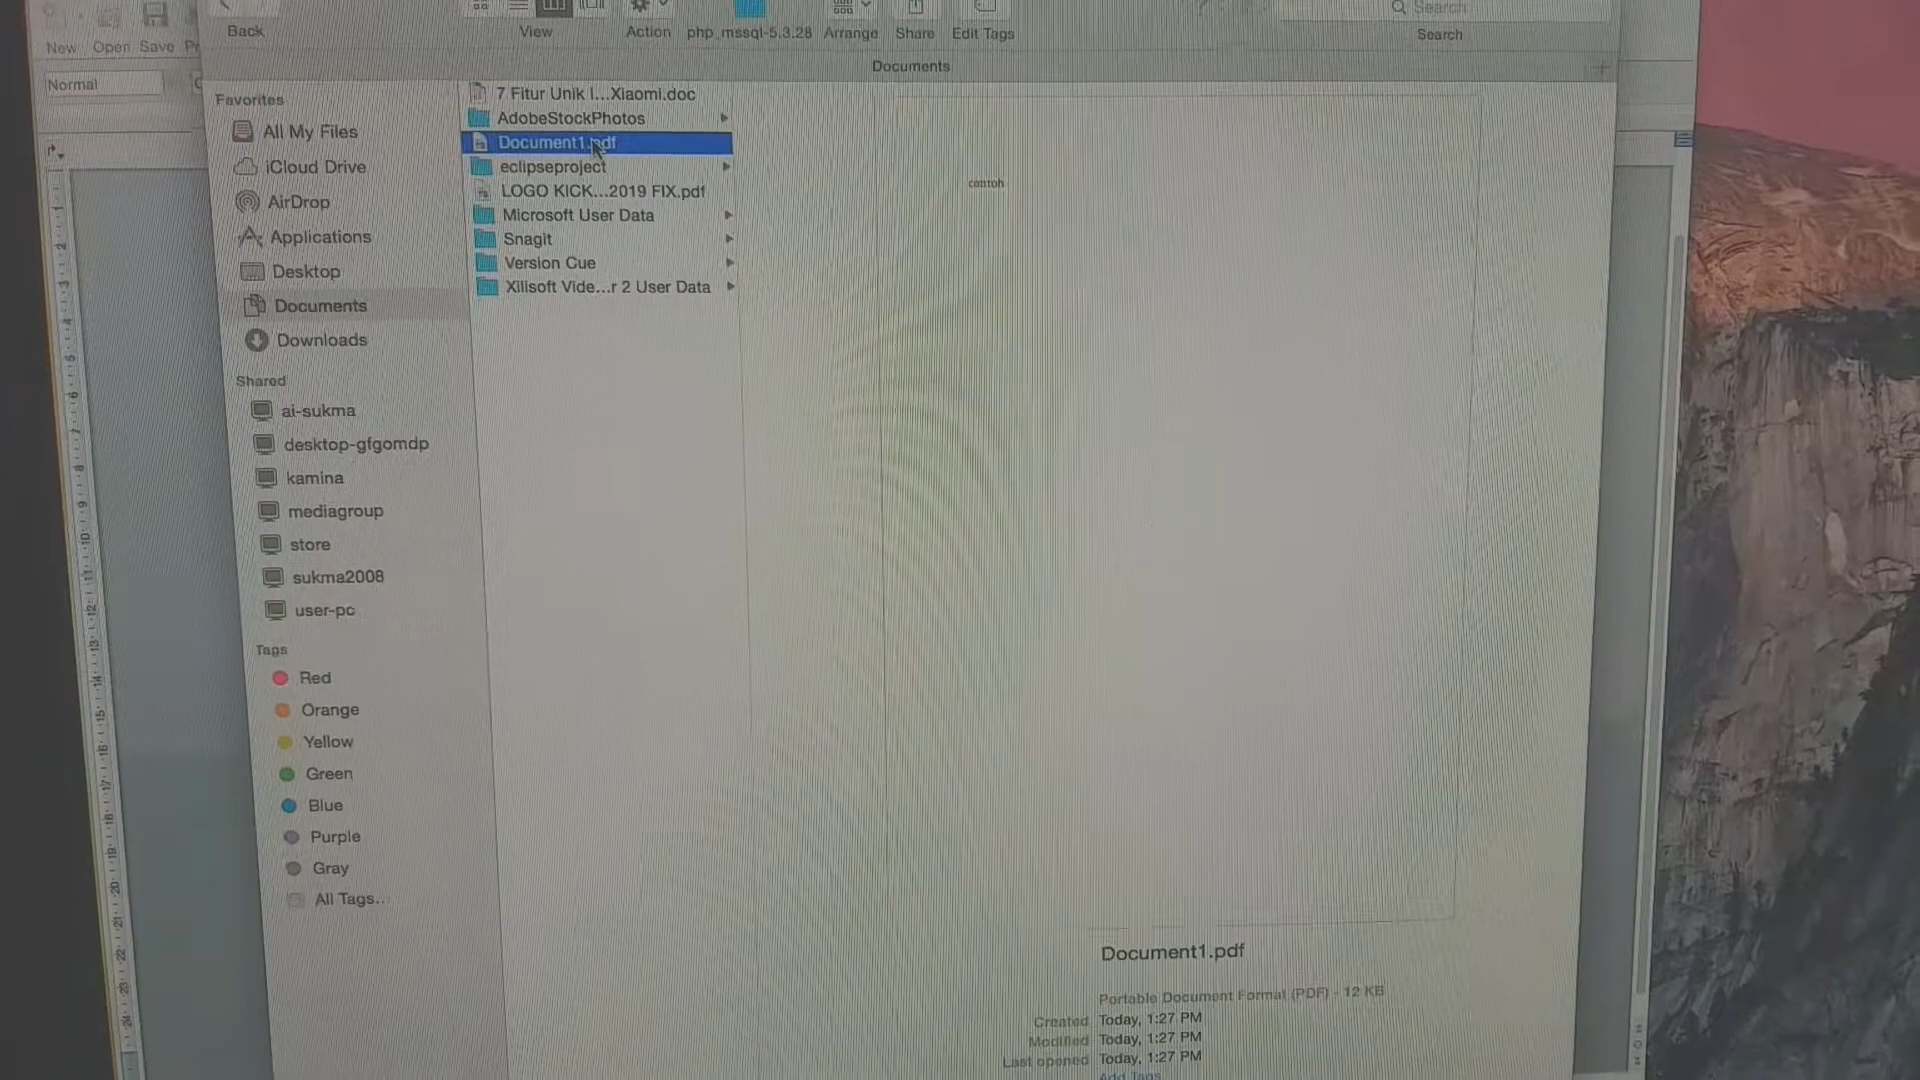 New Open Save
Normal
Back
View
Action
php_mssql-5.3.28
Arrange
Share
Edit Tags
Search
Search
Documents
Favorites
All My Files
iCloud Drive
AirDrop
Applications
Desktop
Documents
Downloads
Shared
ai-sukma
desktop-gfgomdp
kamina
mediagroup
store
sukma2008
user-pc
Tags
Red
Orange
Yellow
Green
Blue
Purple
Gray
All Tags...
7 Fitur Unik I...Xiaomi.doc
AdobeStockPhotos
Document1.pdf
eclipseproject
LOGO KICK...2019 FIX.pdf
Microsoft User Data
Snagit
Version Cue
Xilisoft Vide...r 2 User Data
contoh
Document1.pdf
Portable Document Format (PDF) - 12 KB
Created Today, 1:27 PM
Modified Today, 1:27 PM
Last opened Today, 1:27 PM
Add Tags